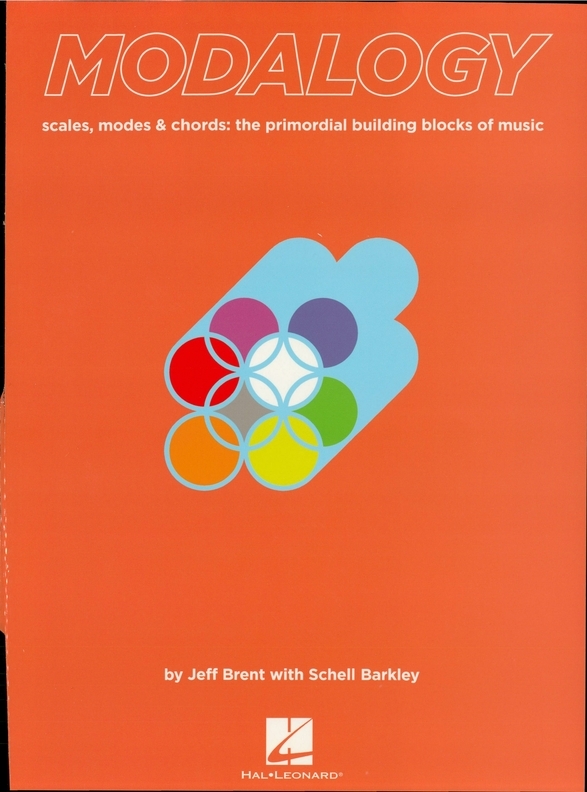 MODALOGY
scales, modes & chords: the primordial building blocks of music
by Jeff Brent with Schell Barkley
HAL•LEONARD®